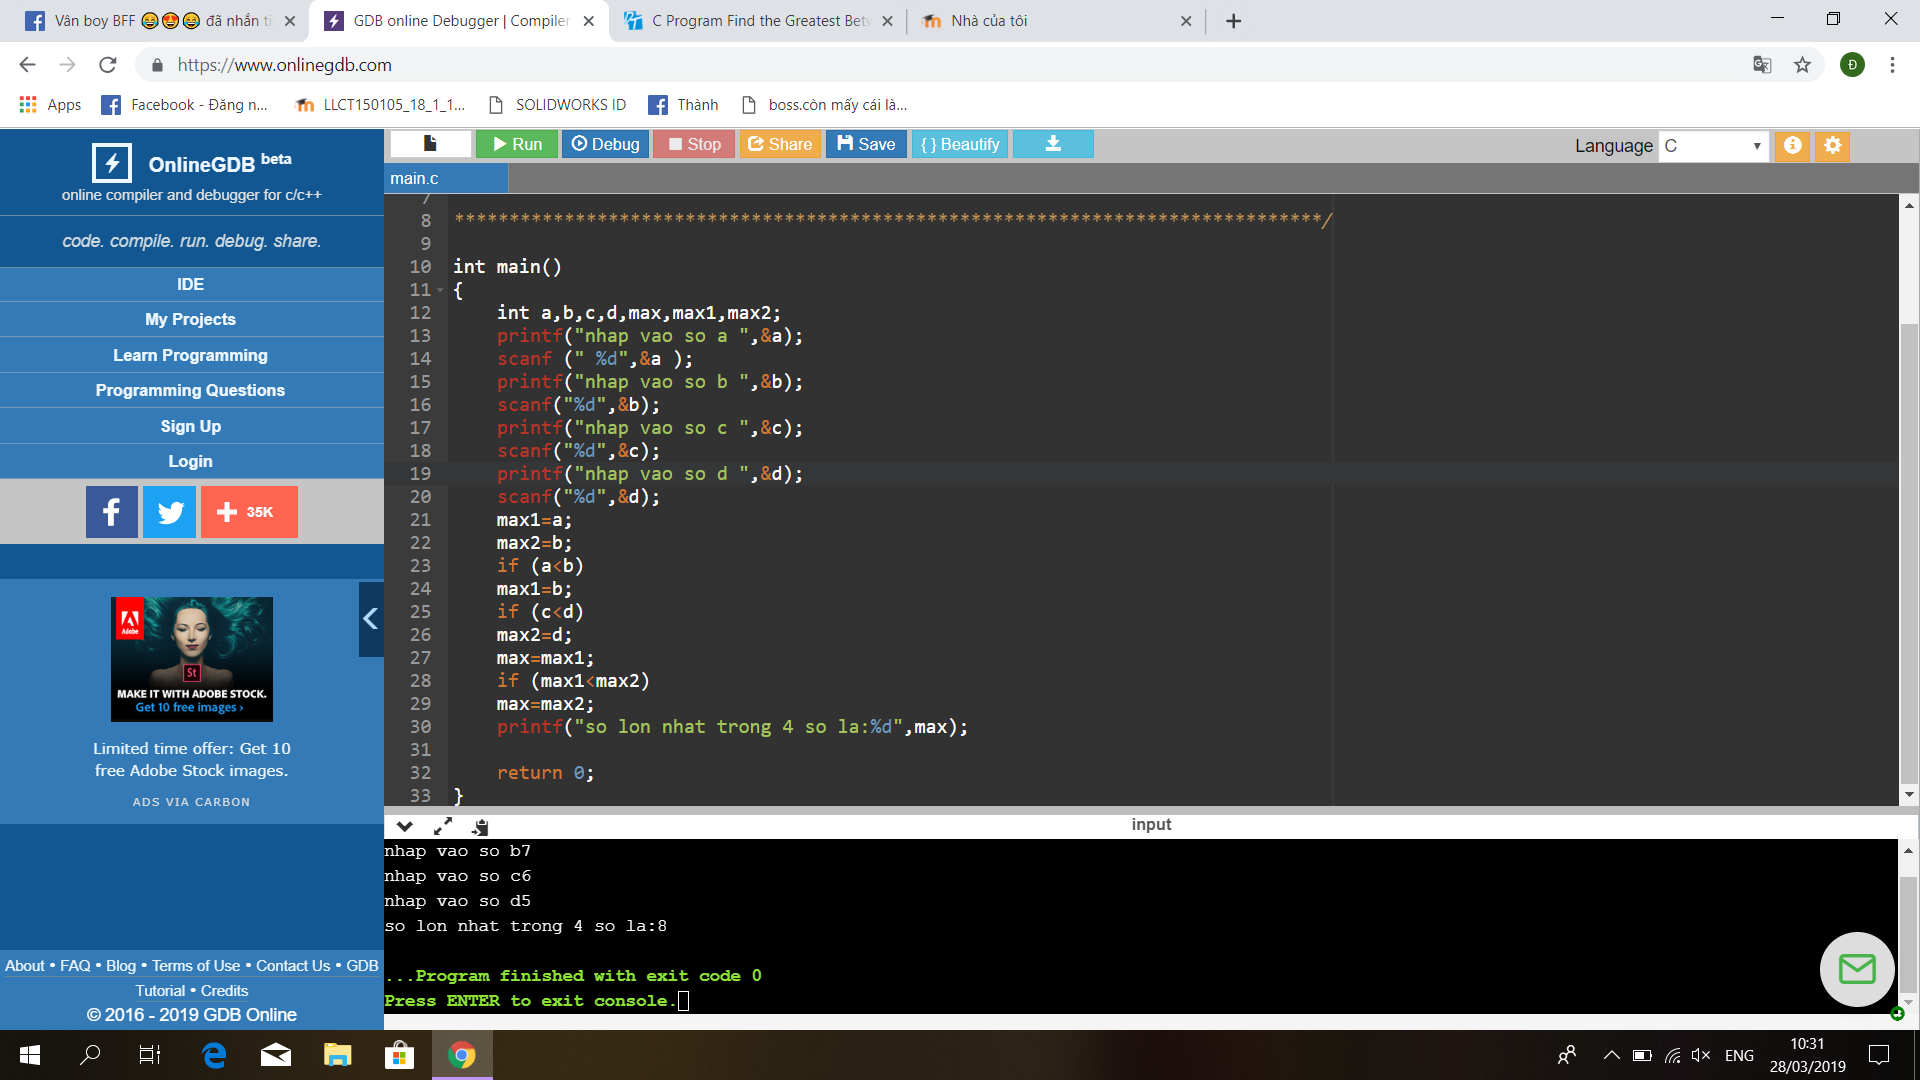 Vân boy BFF 😂😍😂 đã nhắn ti
GDB online Debugger | Compiler
C Program Find the Greatest Betw
Nhà của tôi
https://www.onlinegdb.com
Đ
Apps
Facebook - Đăng n...
LLCT150105_18_1_1...
SOLIDWORKS ID
Thành
boss.còn mấy cái là...
OnlineGDB beta
online compiler and debugger for c/c++
code. compile. run. debug. share.
IDE
My Projects
Learn Programming
Programming Questions
Sign Up
Login
35K
Adobe
St
MAKE IT WITH ADOBE STOCK.
Get 10 free images ›
Limited time offer: Get 10
free Adobe Stock images.
ADS VIA CARBON
About • FAQ • Blog • Terms of Use • Contact Us • GDB
Tutorial • Credits
© 2016 - 2019 GDB Online
Run Debug Stop Share Save { } Beautify
Language C
main.c
7
8 *******************************************************************************/
9
10 int main()
11 {
12 int a,b,c,d,max,max1,max2;
13 printf("nhap vao so a ",&a);
14 scanf (" %d",&a );
15 printf("nhap vao so b ",&b);
16 scanf("%d",&b);
17 printf("nhap vao so c ",&c);
18 scanf("%d",&c);
19 printf("nhap vao so d ",&d);
20 scanf("%d",&d);
21 max1=a;
22 max2=b;
23 if (a<b)
24 max1=b;
25 if (c<d)
26 max2=d;
27 max=max1;
28 if (max1<max2)
29 max=max2;
30 printf("so lon nhat trong 4 so la:%d",max);
31
32 return 0;
33 }
input
nhap vao so b7
nhap vao so c6
nhap vao so d5
so lon nhat trong 4 so la:8
...Program finished with exit code 0
Press ENTER to exit console.
ENG
10:31
28/03/2019